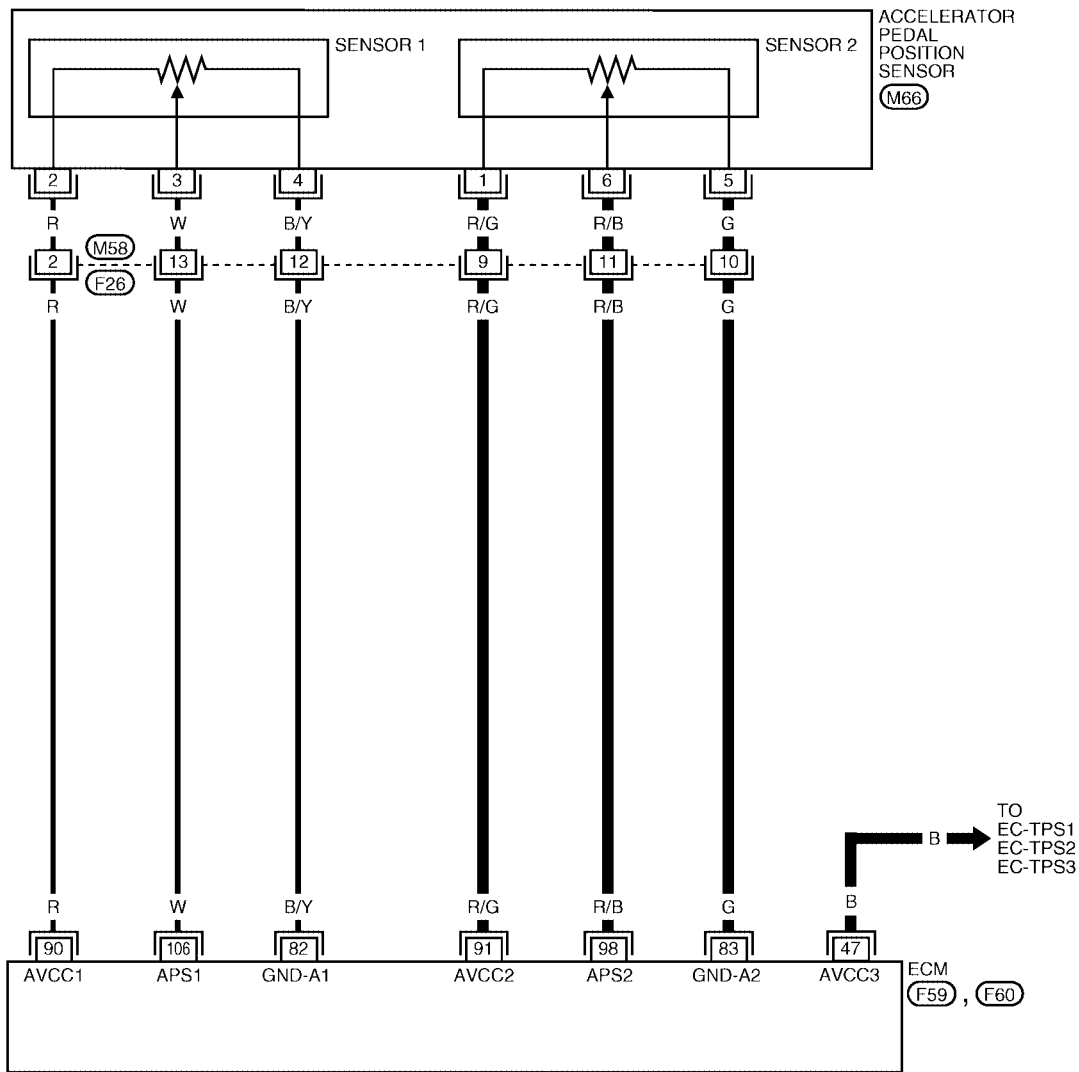 ACCELERATOR
PEDAL
POSITION
SENSOR
M66
SENSOR 1
SENSOR 2
2 3 4 1 6 5
R W B/Y R/G R/B G
M58
2 13 12 9 11 10
F26
R W B/Y R/G R/B G
TO
EC-TPS1
EC-TPS2
EC-TPS3
B
R W B/Y R/G R/B G B
90 106 82 91 98 83 47
AVCC1 APS1 GND-A1 AVCC2 APS2 GND-A2 AVCC3
ECM
F59 , F60